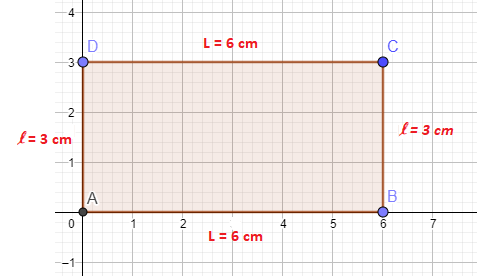 4
D
L = 6 cm
C
3
2
ℓ = 3 cm
ℓ = 3 cm
1
A
B
0 1 2 3 4 5 6 7
L = 6 cm
−1